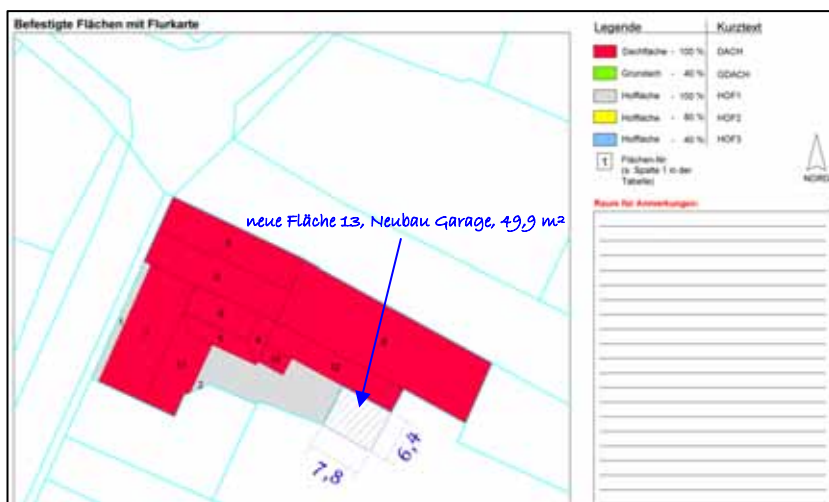 Befestigte Flächen mit Flurkarte
neue Fläche 13, Neubau Garage, 49,9 m²
7,8
6,4
Legende Kurztext
Dachfläche - 100 % DACH
Gründach - 40 % GDACH
Hoffläche - 100 % HOF1
Hoffläche - 80 % HOF2
Hoffläche - 40 % HOF3
1 Flächen-Nr.
(s. Spalte 1 in der
Tabelle)
NORD
Raum für Anmerkungen: